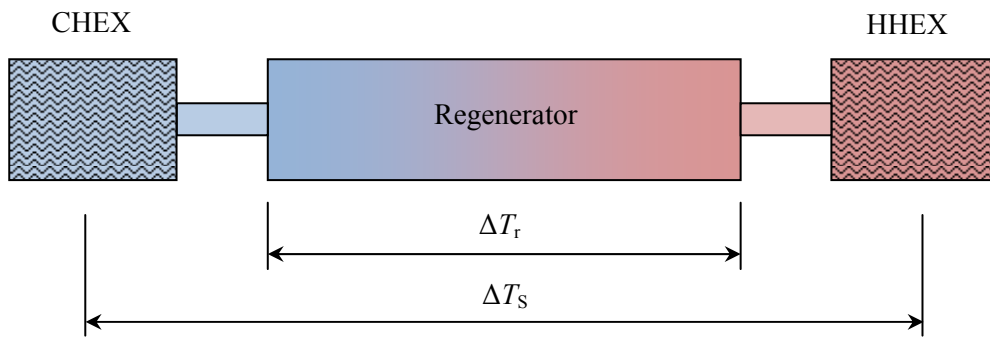 CHEX
HHEX
Regenerator
ΔTr
ΔTS